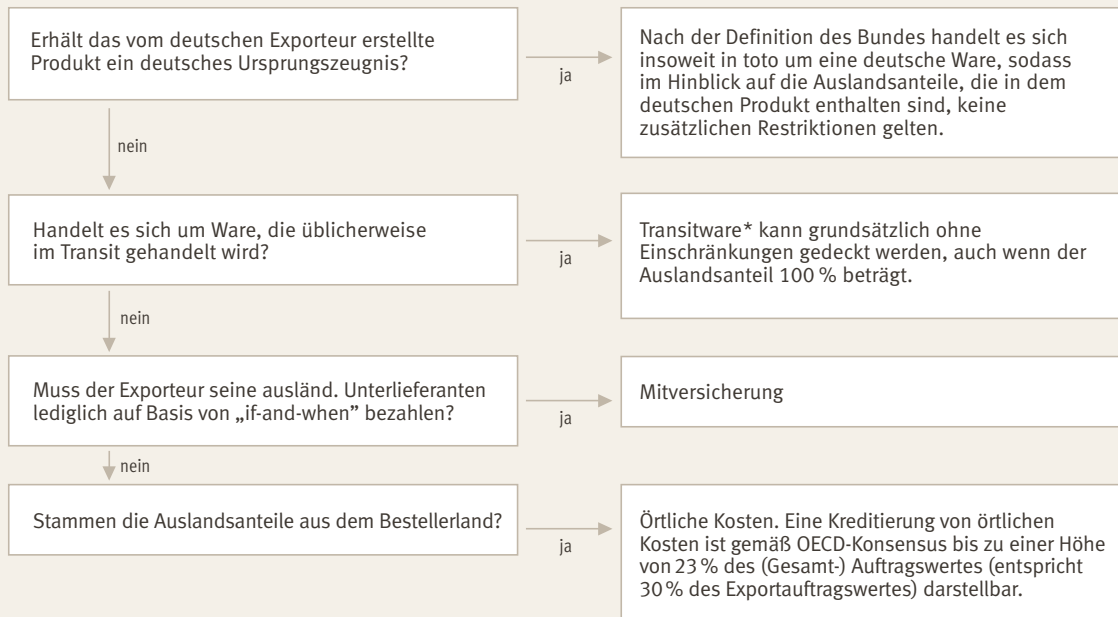 Erhält das vom deutschen Exporteur erstellte
Produkt ein deutsches Ursprungszeugnis?
ja
Nach der Definition des Bundes handelt es sich
insoweit in toto um eine deutsche Ware, sodass
im Hinblick auf die Auslandsanteile, die in dem
deutschen Produkt enthalten sind, keine
zusätzlichen Restriktionen gelten.
nein
Handelt es sich um Ware, die üblicherweise
im Transit gehandelt wird?
ja
Transitware* kann grundsätzlich ohne
Einschränkungen gedeckt werden, auch wenn der
Auslandsanteil 100 % beträgt.
nein
Muss der Exporteur seine ausländ. Unterlieferanten
lediglich auf Basis von „if-and-when” bezahlen?
ja
Mitversicherung
nein
Stammen die Auslandsanteile aus dem Bestellerland?
ja
Örtliche Kosten. Eine Kreditierung von örtlichen
Kosten ist gemäß OECD-Konsensus bis zu einer Höhe
von 23 % des (Gesamt-) Auftragswertes (entspricht
30 % des Exportauftragswertes) darstellbar.